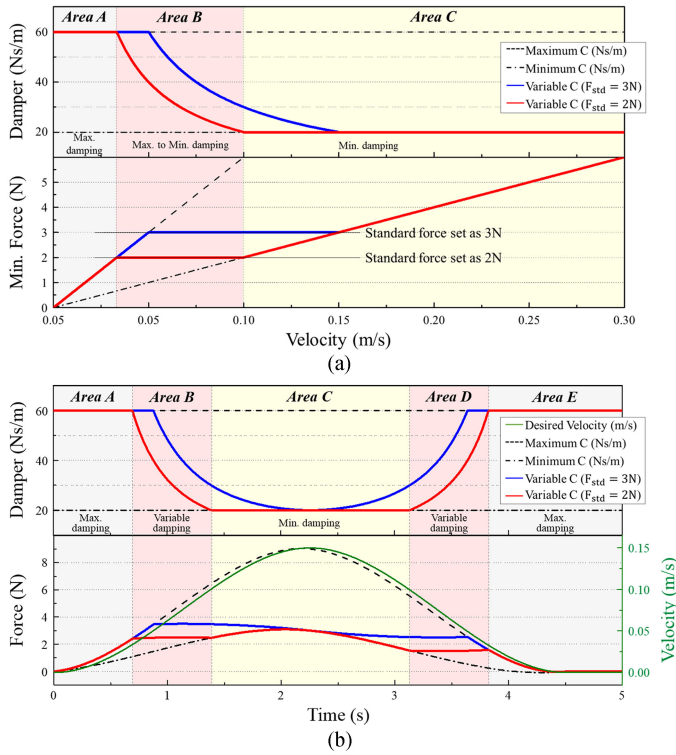 Area A Area B Area C
Damper (Ns/m)
60
40
20
Maximum C (Ns/m)
Minimum C (Ns/m)
Variable C (Fstd = 3N)
Variable C (Fstd = 2N)
Max.
damping
Max. to Min. damping
Min. damping
Min. Force (N)
5
4
3
2
1
0
Standard force set as 3N
Standard force set as 2N
0.05 0.05 0.10 0.15 0.20 0.25 0.30
Velocity (m/s)
(a)
Area A Area B Area C Area D Area E
Damper (Ns/m)
60
40
20
Desired Velocity (m/s)
Maximum C (Ns/m)
Minimum C (Ns/m)
Variable C (Fstd = 3N)
Variable C (Fstd = 2N)
Max.
damping
Variable
damping
Min. damping
Variable
damping
Max.
damping
Force (N)
8
6
4
2
0
0.15
0.10
0.05
0.00
Velocity (m/s)
0 1 2 3 4 5
Time (s)
(b)